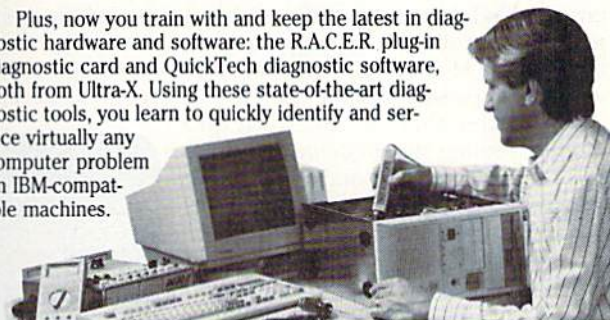 Plus, now you train with and keep the latest in diag-
ostic hardware and software: the R.A.C.E.R. plug-in
iagnostic card and QuickTech diagnostic software,
oth from Ultra-X. Using these state-of-the-art diag-
ostic tools, you learn to quickly identify and ser-
ce virtually any
omputer problem
n IBM-compat-
le machines.